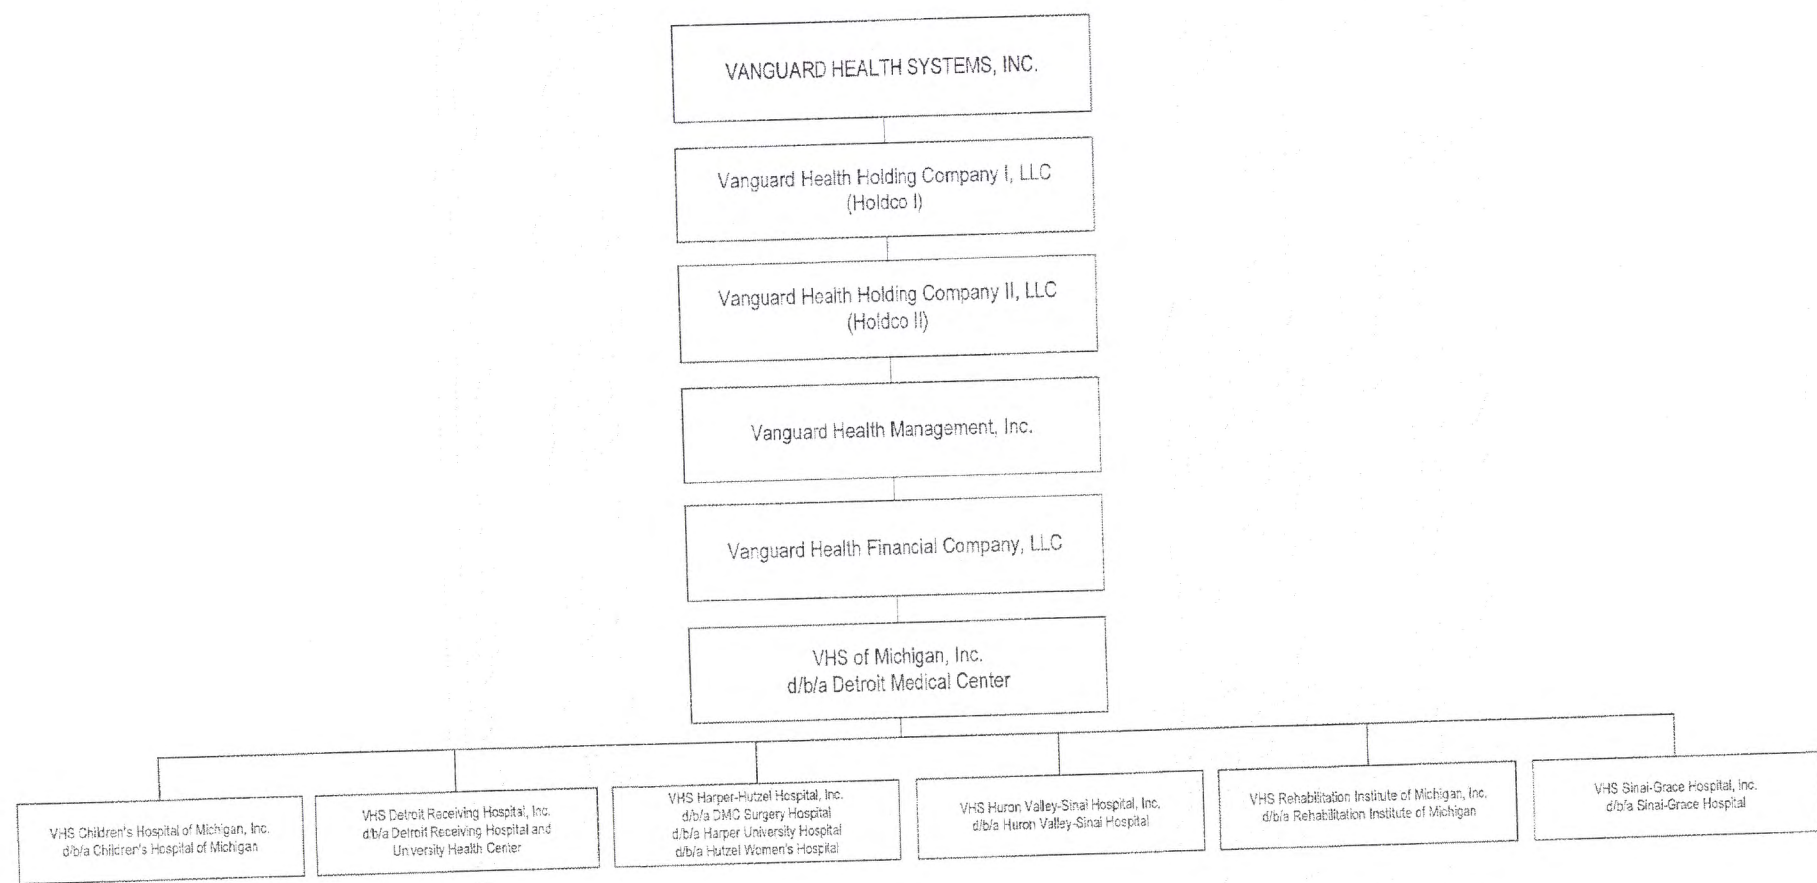 VANGUARD HEALTH SYSTEMS, INC.
Vanguard Health Holding Company I, LLC
(Holdco I)
Vanguard Health Holding Company II, LLC
(Holdco II)
Vanguard Health Management, Inc.
Vanguard Health Financial Company, LLC
VHS of Michigan, Inc.
d/b/a Detroit Medical Center
VHS Children's Hospital of Michigan, Inc.
d/b/a Children's Hospital of Michigan
VHS Detroit Receiving Hospital, Inc.
d/b/a Detroit Receiving Hospital and
University Health Center
VHS Harper-Hutzel Hospital, Inc.
d/b/a DMC Surgery Hospital
d/b/a Harper University Hospital
d/b/a Hutzel Women's Hospital
VHS Huron Valley-Sinai Hospital, Inc.
d/b/a Huron Valley-Sinai Hospital
VHS Rehabilitation Institute of Michigan, Inc.
d/b/a Rehabilitation Institute of Michigan
VHS Sinai-Grace Hospital, Inc.
d/b/a Sinai-Grace Hospital